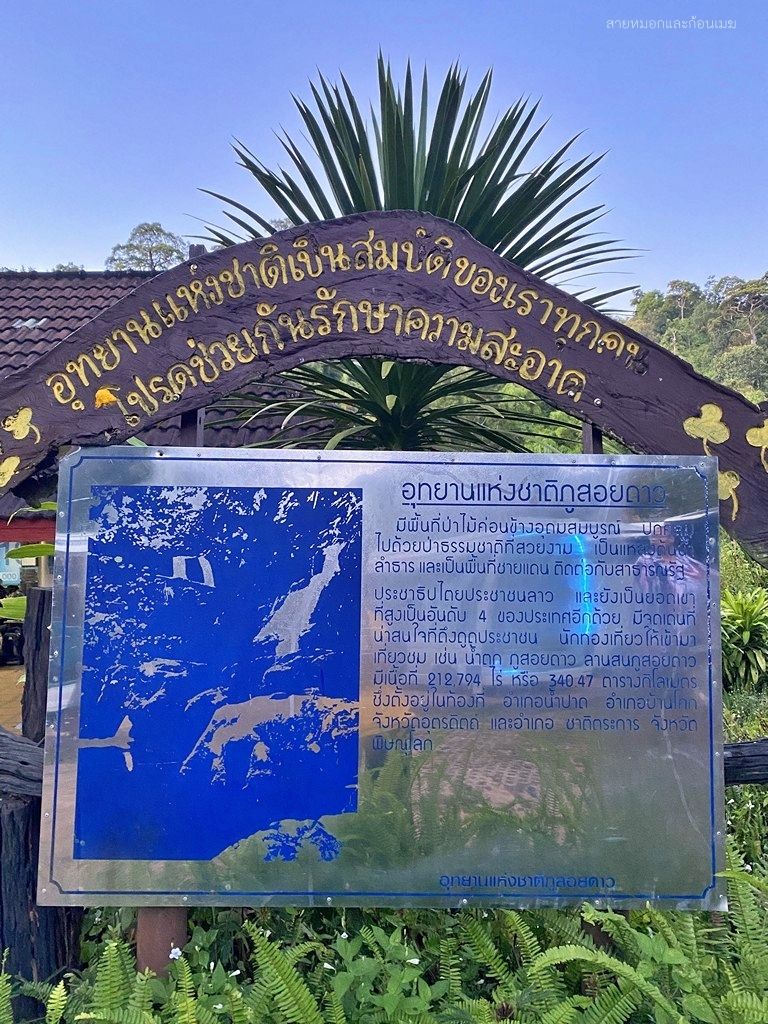 สายหมอกและก้อนเมฆ
อุทยานแห่งชาติเป็นสมบัติของเราทุกคน
โปรดช่วยกันรักษาความสะอาด
อุทยานแห่งชาติภูสอยดาว
มีพื้นที่ป่าไม้ค่อนข้างอุดมสมบูรณ์
ไปด้วยป่าธรรมชาติที่สวยงาม เป็นแหล่งต้นน้ำ
ลำธาร และเป็นพื้นที่ชายแดน ติดต่อกับสาธารณรัฐ
ประชาธิปไตยประชาชนลาว และยังเป็นยอดเขา
ที่สูงเป็นอันดับ 4 ของประเทศอีกด้วย มีจุดเด่นที่
น่าสนใจที่ดึงดูดประชาชน นักท่องเที่ยวให้เข้ามา
เที่ยวชม เช่น น้ำตก ภูสอยดาว ลานสนภูสอยดาว
มีเนื้อที่ 212,794 ไร่ หรือ 340.47 ตารางกิโลเมตร
ซึ่งตั้งอยู่ในท้องที่ อำเภอน้ำปาด อำเภอบ้านโคก
จังหวัดอุตรดิตถ์ และอำเภอ ชาติตระการ จังหวัด
พิษณุโลก
อุทยานแห่งชาติภูสอยดาว